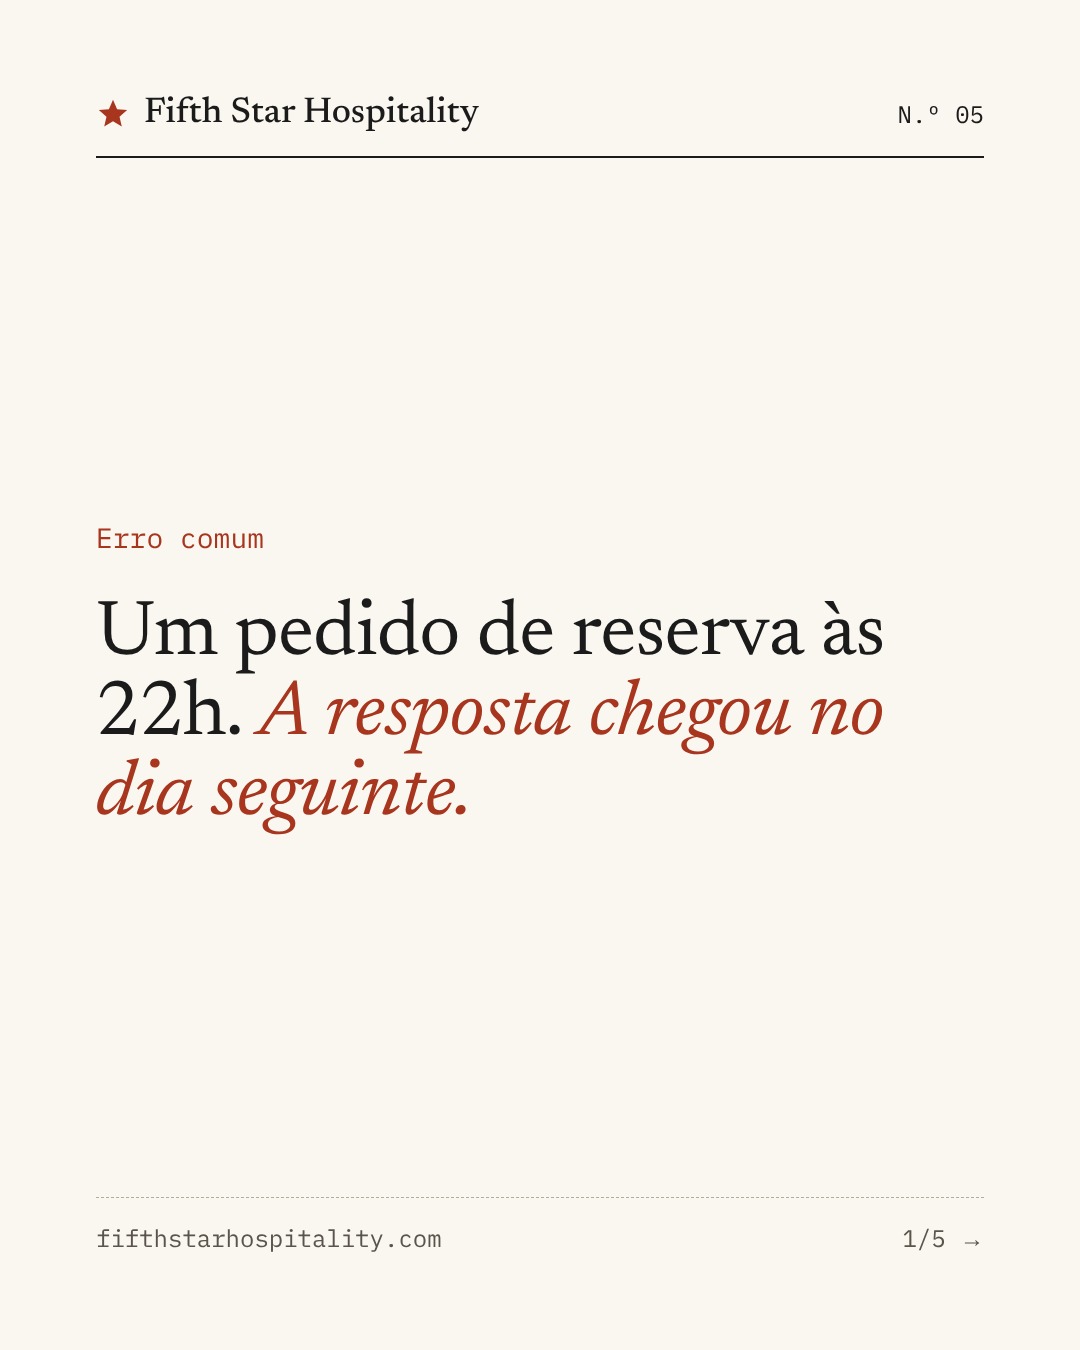 Fifth Star Hospitality
N.º 05
Erro comum
Um pedido de reserva às
22h. A resposta chegou no
dia seguinte.
fifthstarhospitality.com
1/5 →